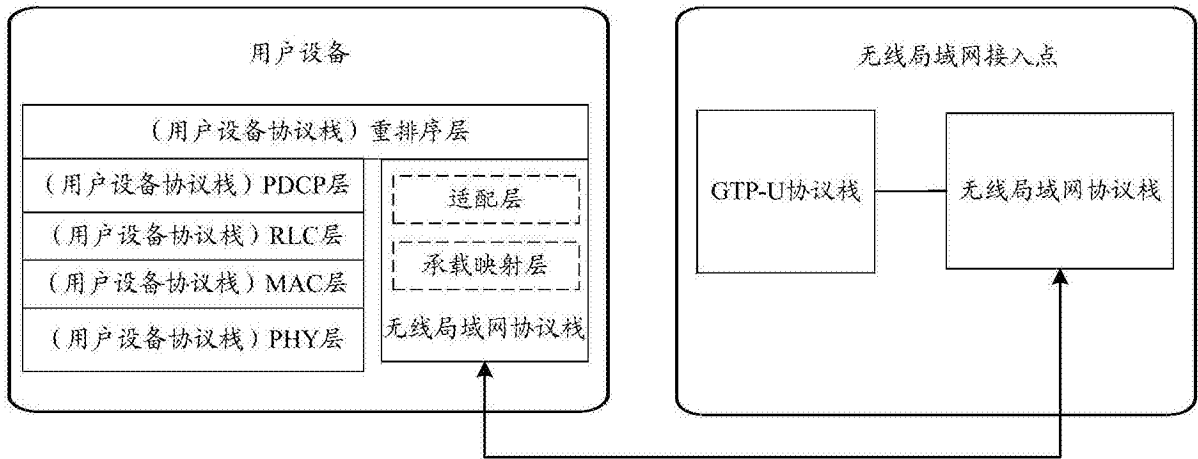 用户设备
（用户设备协议栈）重排序层
（用户设备协议栈）PDCP层
（用户设备协议栈）RLC层
（用户设备协议栈）MAC层
（用户设备协议栈）PHY层
适配层
承载映射层
无线局域网协议栈
无线局域网接入点
GTP-U协议栈
无线局域网协议栈